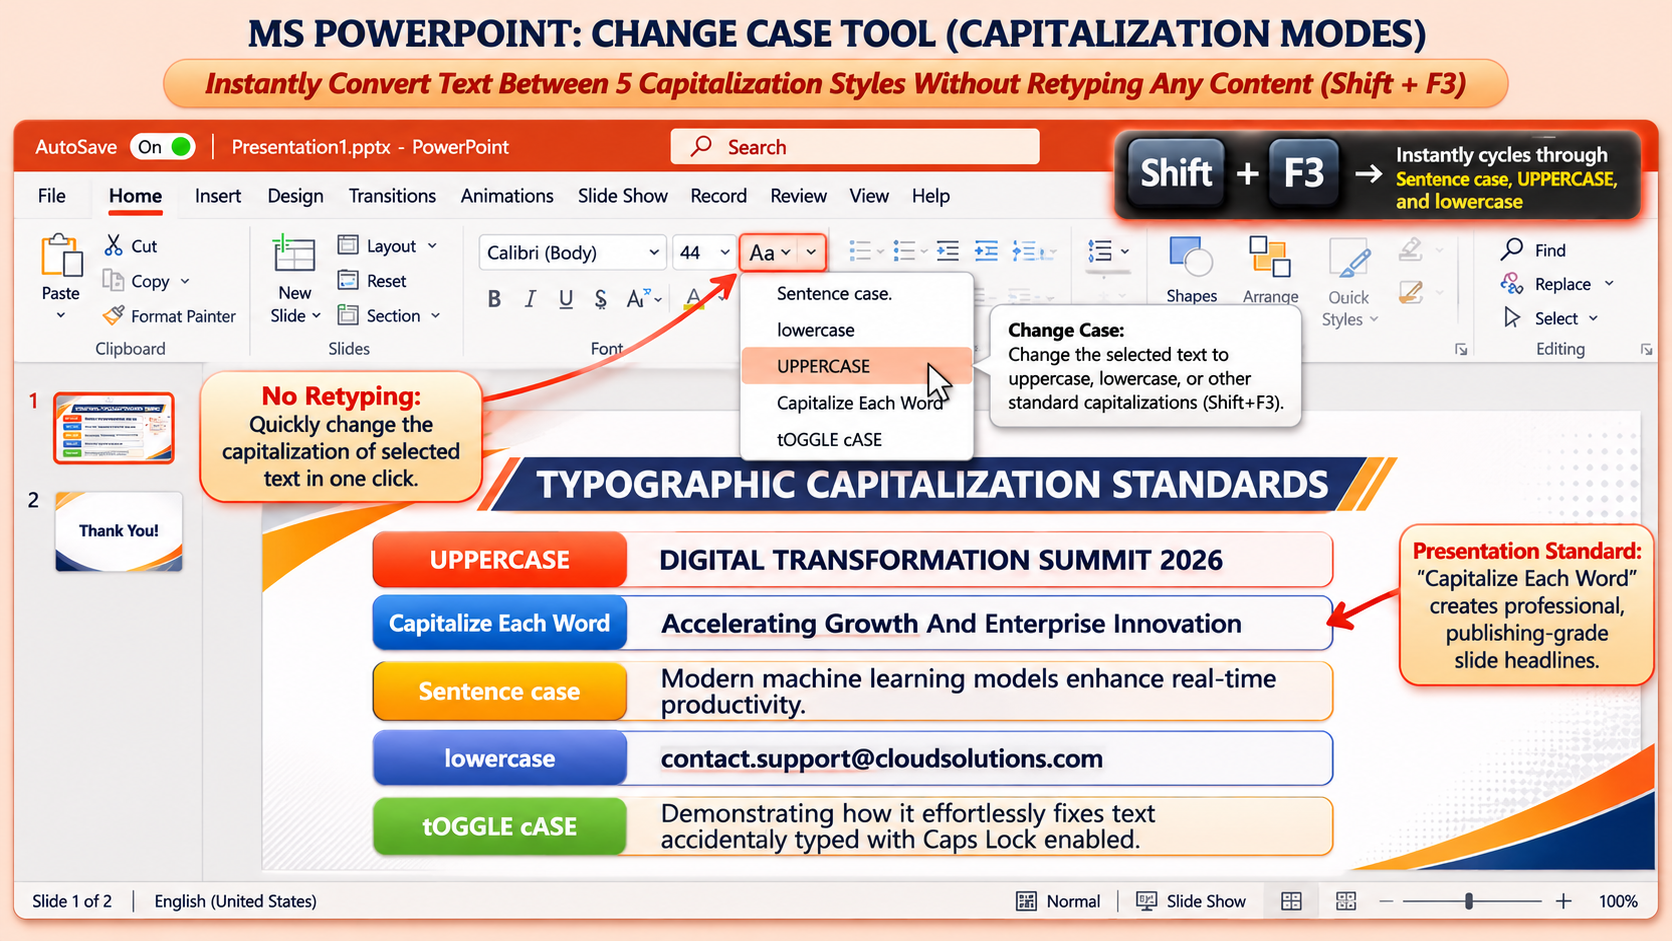 MS POWERPOINT: CHANGE CASE TOOL (CAPITALIZATION MODES)
Instantly Convert Text Between 5 Capitalization Styles Without Retyping Any Content (Shift + F3)
AutoSave On Presentation1.pptx - PowerPoint
Search
Shift + F3 → Instantly cycles through
Sentence case, UPPERCASE,
and lowercase
File Home Insert Design Transitions Animations Slide Show Record Review View Help
Paste
Cut
Copy
Format Painter
Clipboard
New
Slide
Layout
Reset
Section
Slides
Calibri (Body) 44 Aa
B I U S A A
Font
Sentence case.
lowercase
UPPERCASE
Capitalize Each Word
tOGGLE cASE
Change Case:
Change the selected text to
uppercase, lowercase, or other
standard capitalizations (Shift+F3).
Shapes
Arrange
Quick
Styles
Find
Replace
Select
Editing
No Retyping:
Quickly change the
capitalization of selected
text in one click.
1
2
Thank You!
TYPOGRAPHIC CAPITALIZATION STANDARDS
UPPERCASE DIGITAL TRANSFORMATION SUMMIT 2026
Capitalize Each Word Accelerating Growth And Enterprise Innovation
Sentence case Modern machine learning models enhance real-time
productivity.
lowercase contact.support@cloudsolutions.com
tOGGLE cASE Demonstrating how it effortlessly fixes text
accidentaly typed with Caps Lock enabled.
Presentation Standard:
“Capitalize Each Word”
creates professional,
publishing-grade
slide headlines.
Slide 1 of 2 English (United States)
Normal Slide Show 100%